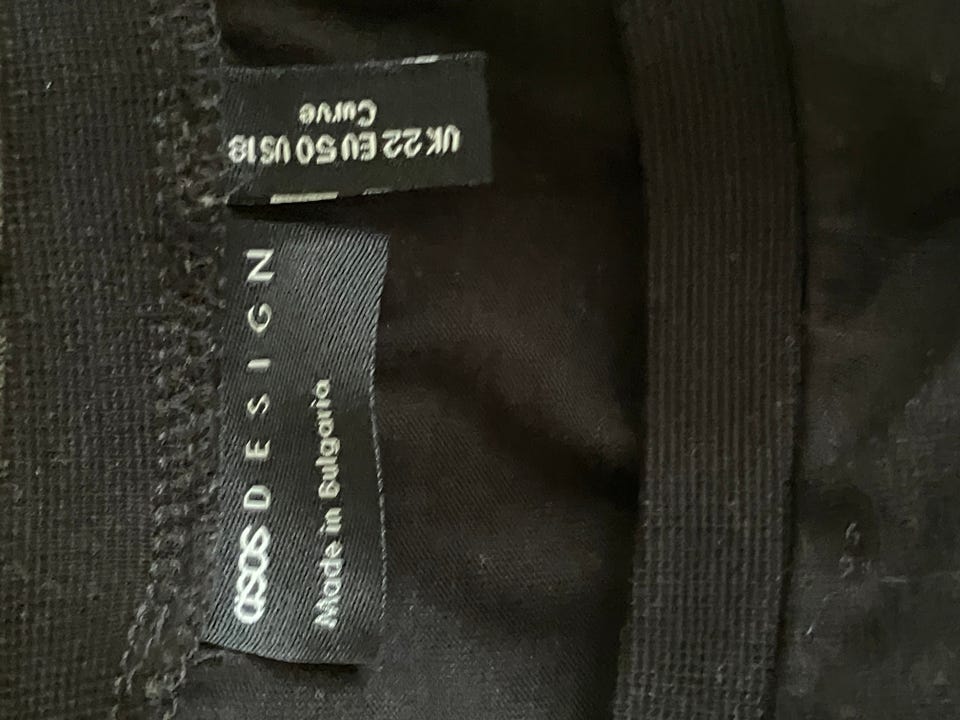 UK 22 EU 50 US 18
Curve
asos DESIGN
Made in Bulgaria